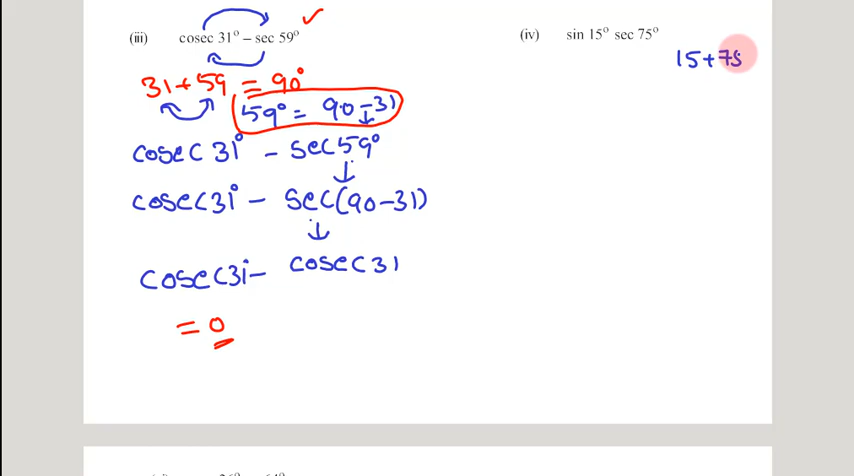 (iii) cosec 31° – sec 59°
31+59 = 90°
59° = 90-31
cosec 31° - sec 59°
cosec 31° - sec(90-31)
cosec 31 - cosec 31
= 0
(iv) sin 15° sec 75°
15+75